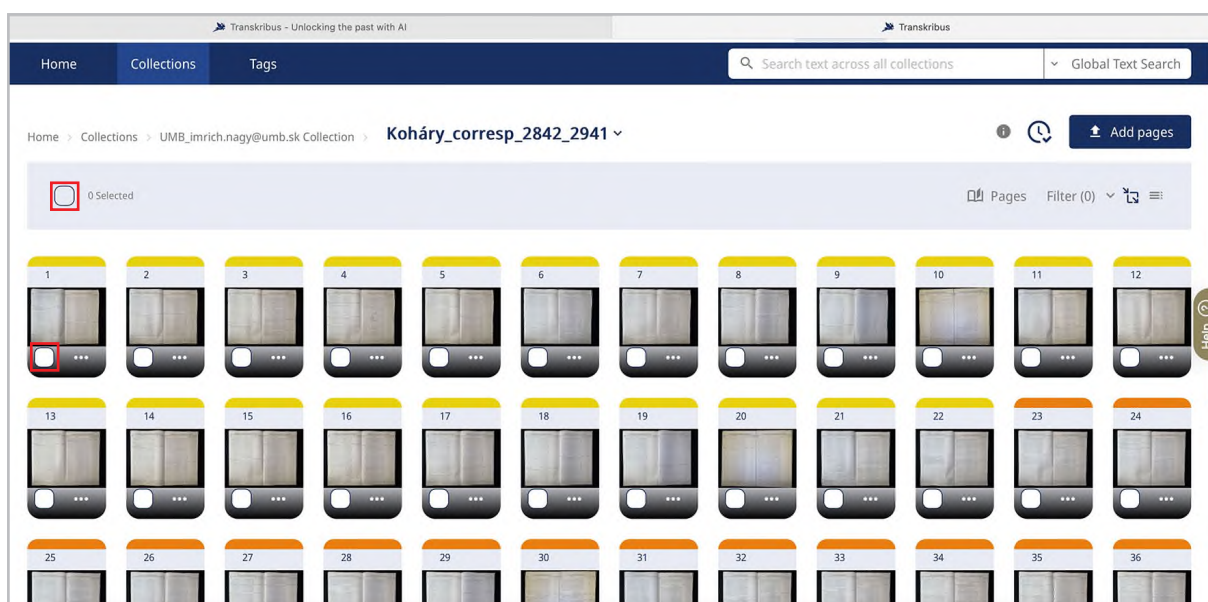 Transkribus - Unlocking the past with AI Transkribus
Home Collections Tags Search text across all collections Global Text Search
Home > Collections > UMB_imrich.nagy@umb.sk Collection > Koháry_corresp_2842_2941 Add pages
0 Selected Pages Filter (0)
1 2 3 4 5 6 7 8 9 10 11 12
Help
13 14 15 16 17 18 19 20 21 22 23 24
25 26 27 28 29 30 31 32 33 34 35 36